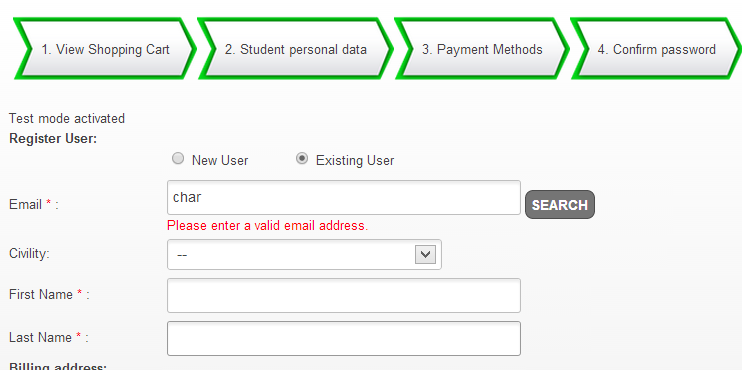 1. View Shopping Cart 2. Student personal data 3. Payment Methods 4. Confirm password
Test mode activated
Register User:
New User Existing User
Email * : char SEARCH
Please enter a valid email address.
Civility: --
First Name * :
Last Name * :
Billing address: